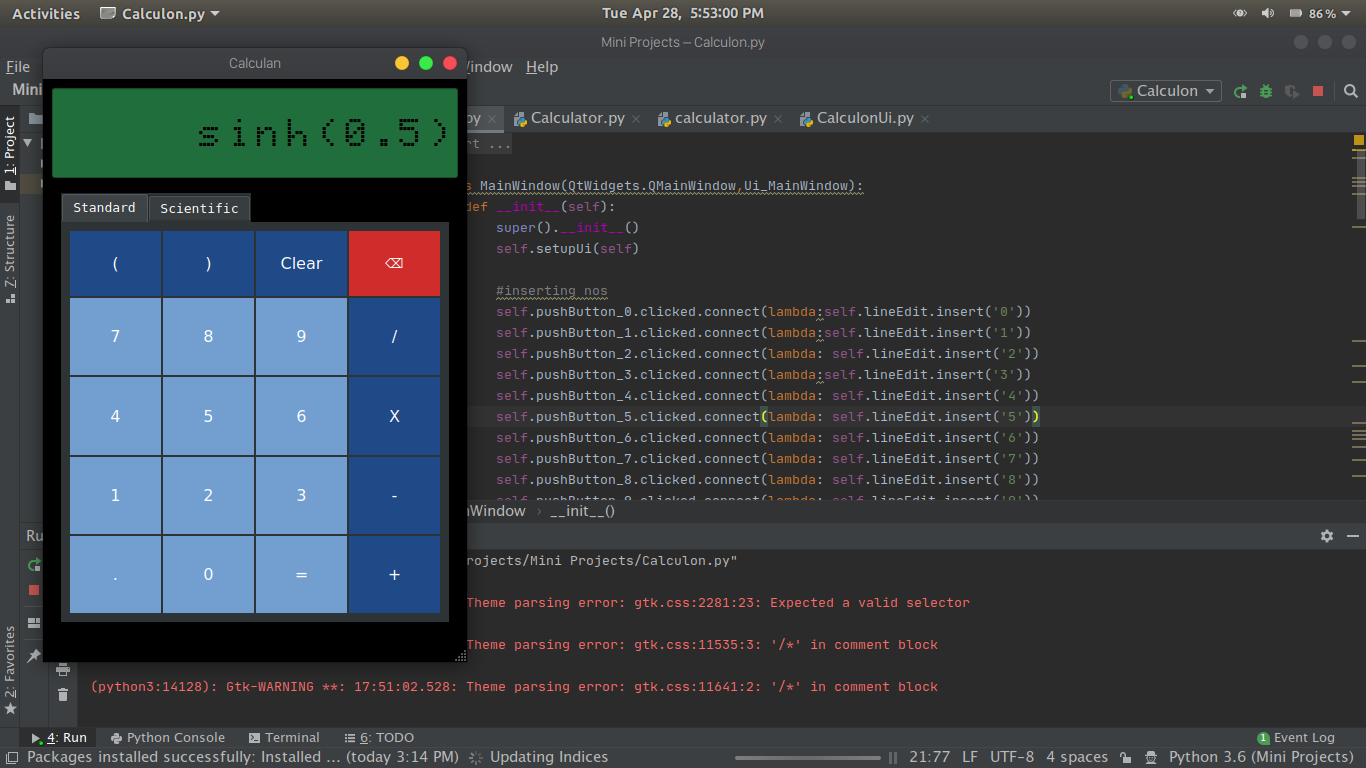 Activities Calculon.py Tue Apr 28, 5:53:00 PM 86%
Mini Projects – Calculon.py
Calculan
File Window Help
Mini Calculon
sinh(0.5)
py Calculator.py calculator.py CalculonUi.py
rt ...
1: Project
Z: Structure
2: Favorites
s MainWindow(QtWidgets.QMainWindow,Ui_MainWindow):
def __init__(self):
super().__init__()
self.setupUi(self)
#inserting nos
self.pushButton_0.clicked.connect(lambda:self.lineEdit.insert('0'))
self.pushButton_1.clicked.connect(lambda:self.lineEdit.insert('1'))
self.pushButton_2.clicked.connect(lambda: self.lineEdit.insert('2'))
self.pushButton_3.clicked.connect(lambda:self.lineEdit.insert('3'))
self.pushButton_4.clicked.connect(lambda: self.lineEdit.insert('4'))
self.pushButton_5.clicked.connect(lambda: self.lineEdit.insert('5'))
self.pushButton_6.clicked.connect(lambda: self.lineEdit.insert('6'))
self.pushButton_7.clicked.connect(lambda: self.lineEdit.insert('7'))
self.pushButton_8.clicked.connect(lambda: self.lineEdit.insert('8'))
nWindow › __init__()
Standard Scientific
( ) Clear ⌫
7 8 9 /
4 5 6 X
1 2 3 -
. 0 = +
Ru
rojects/Mini Projects/Calculon.py"
Theme parsing error: gtk.css:2281:23: Expected a valid selector
Theme parsing error: gtk.css:11535:3: '/*' in comment block
(python3:14128): Gtk-WARNING **: 17:51:02.528: Theme parsing error: gtk.css:11641:2: '/*' in comment block
4: Run Python Console Terminal 6: TODO 1 Event Log
Packages installed successfully: Installed ... (today 3:14 PM) Updating Indices 21:77 LF UTF-8 4 spaces Python 3.6 (Mini Projects)